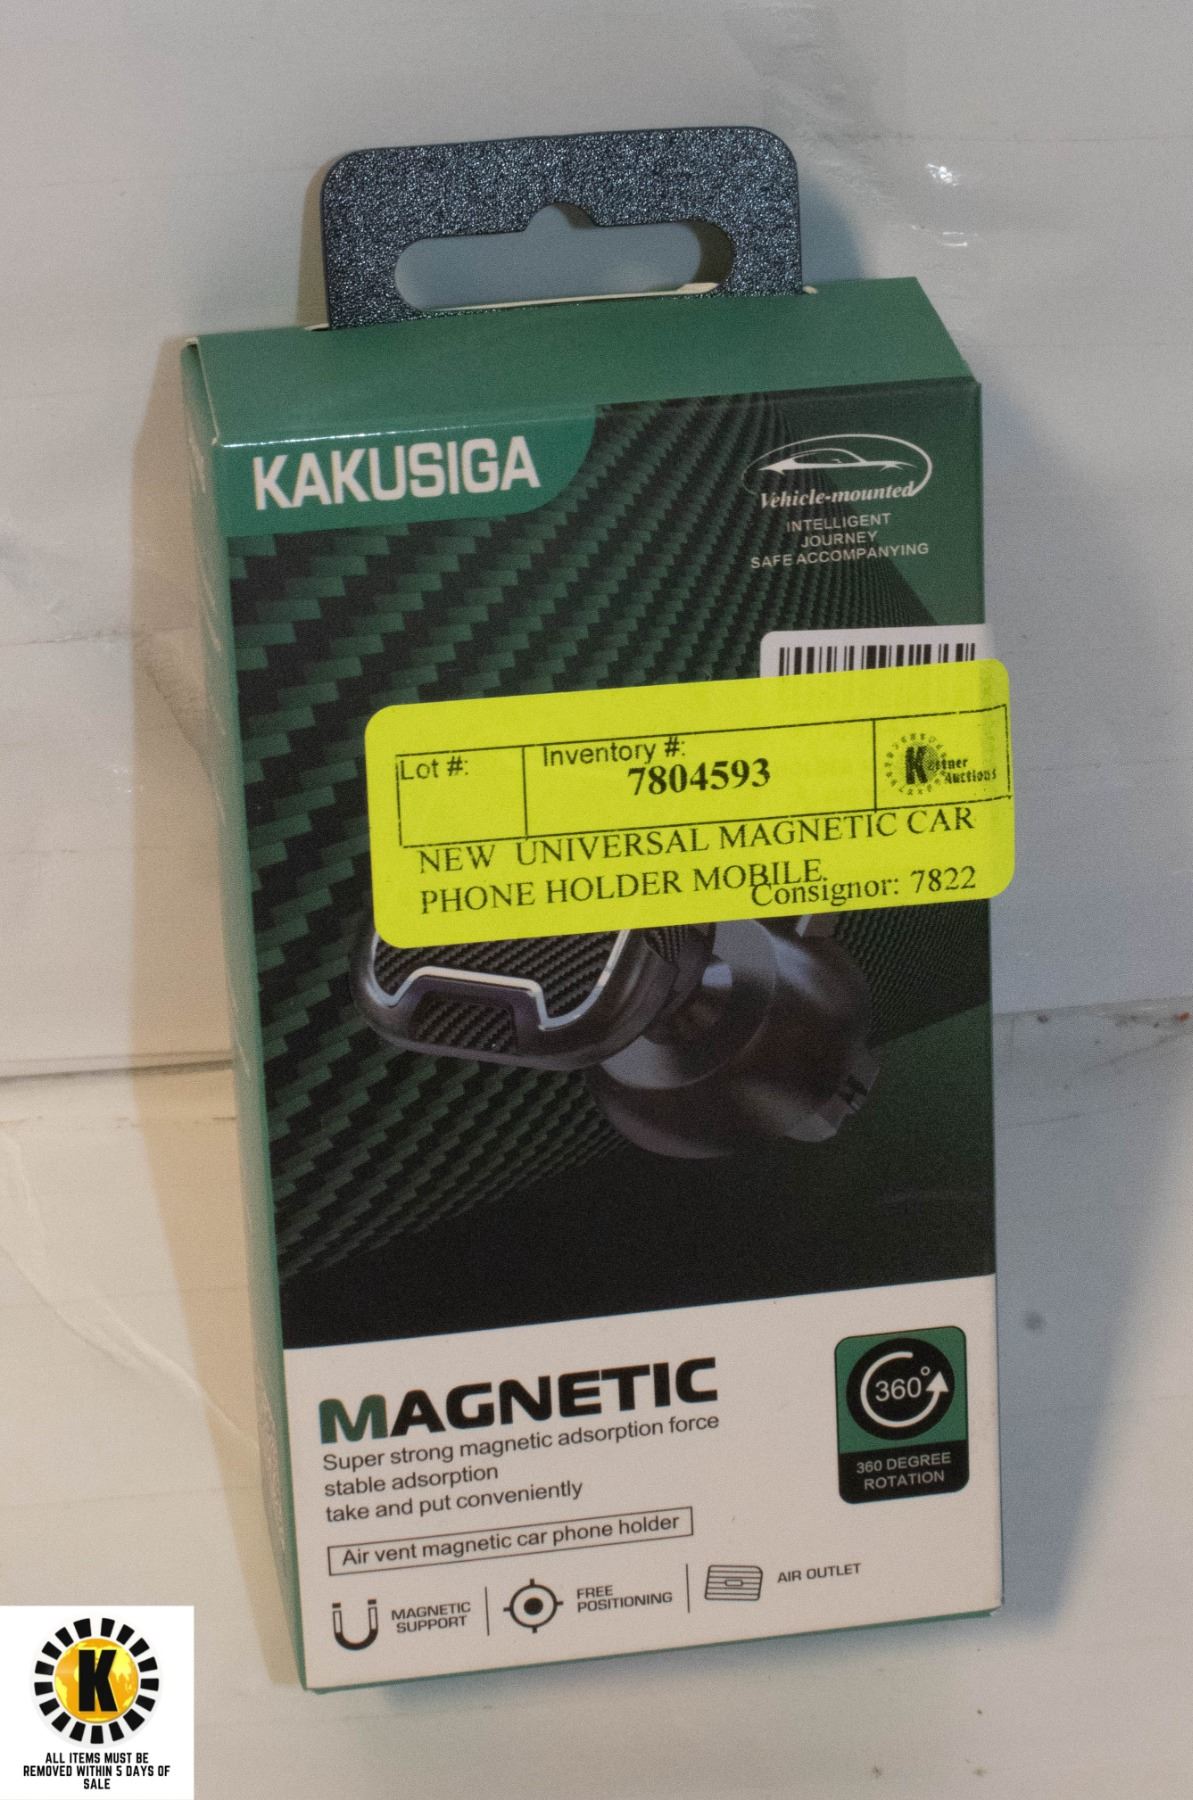 KAKUSIGA
Vehicle-mounted
INTELLIGENT
JOURNEY
SAFE ACCOMPANYING
Lot #:
Inventory #:
7804593
Kastner
Auctions
NEW UNIVERSAL MAGNETIC CAR
PHONE HOLDER MOBILE.
Consignor: 7822
MAGNETIC
Super strong magnetic adsorption force
stable adsorption
take and put conveniently
Air vent magnetic car phone holder
360°
360 DEGREE
ROTATION
MAGNETIC
SUPPORT
FREE
POSITIONING
AIR OUTLET
K
ALL ITEMS MUST BE
REMOVED WITHIN 5 DAYS OF
SALE